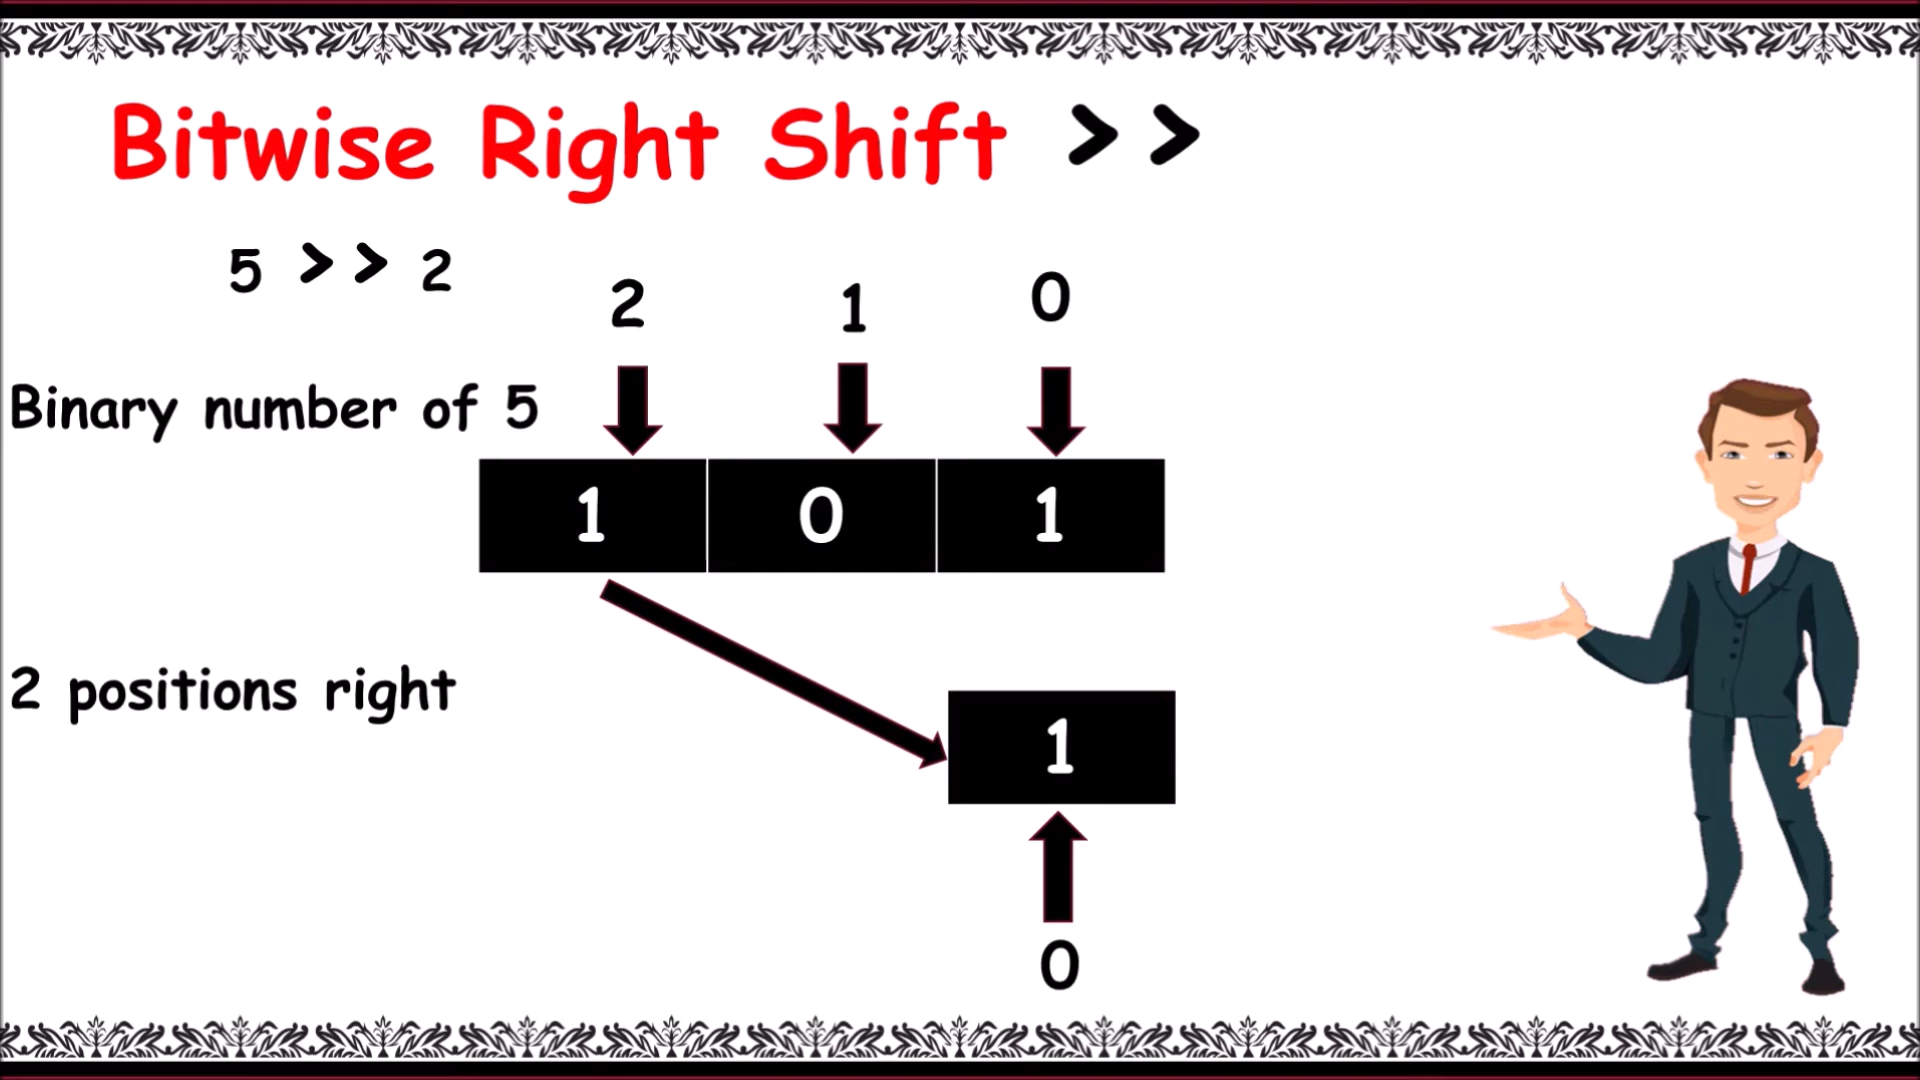 Bitwise Right Shift >>
5 >> 2
2 1 0
Binary number of 5
1 0 1
2 positions right
1
0